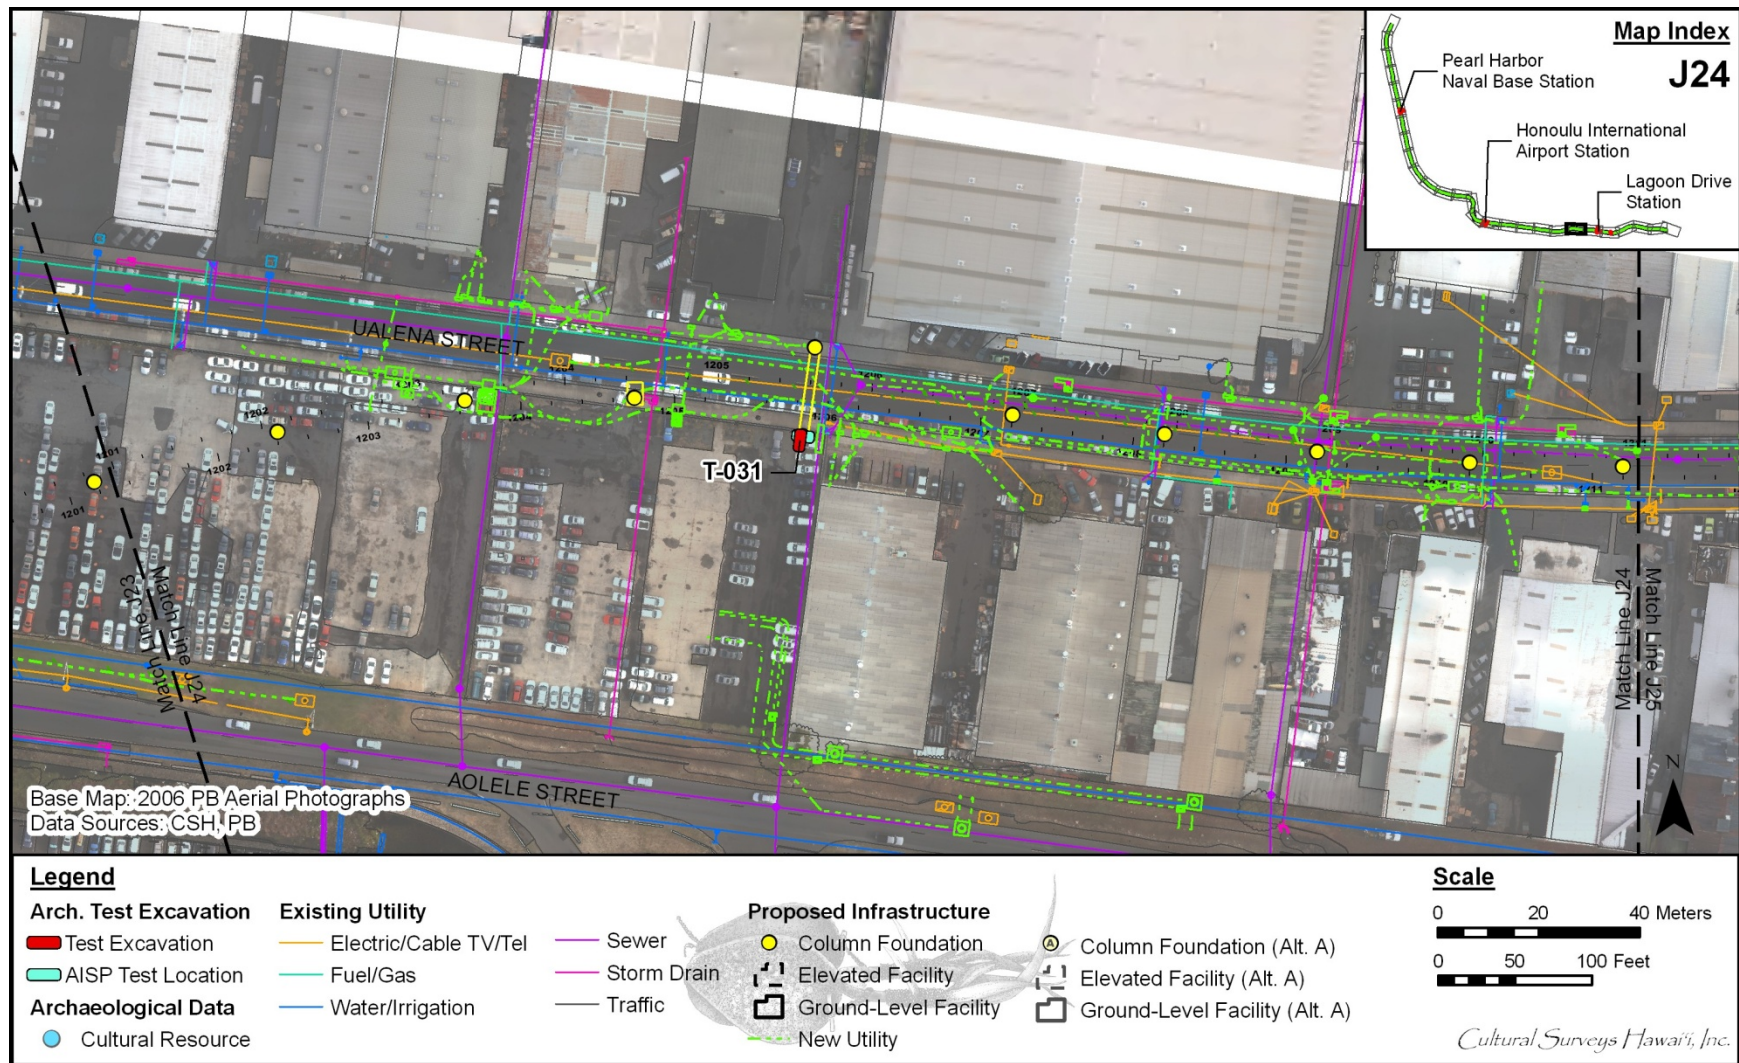 Map Index
J24
Pearl Harbor
Naval Base Station
Honoulu International
Airport Station
Lagoon Drive
Station
UALENA STREET
1205
1202
1203
1201
1202
1201
1206
1211
T-031
Match Line J23
Match Line J24
Match Line J24
Match Line J25
AOLELE STREET
N
Base Map: 2006 PB Aerial Photographs
Data Sources: CSH, PB
Legend
Arch. Test Excavation
Test Excavation
AISP Test Location
Archaeological Data
Cultural Resource
Existing Utility
Electric/Cable TV/Tel
Fuel/Gas
Water/Irrigation
Sewer
Storm Drain
Traffic
Proposed Infrastructure
Column Foundation
Elevated Facility
Ground-Level Facility
New Utility
A Column Foundation (Alt. A)
Elevated Facility (Alt. A)
Ground-Level Facility (Alt. A)
Scale
0 20 40 Meters
0 50 100 Feet
Cultural Surveys Hawai'i, Inc.